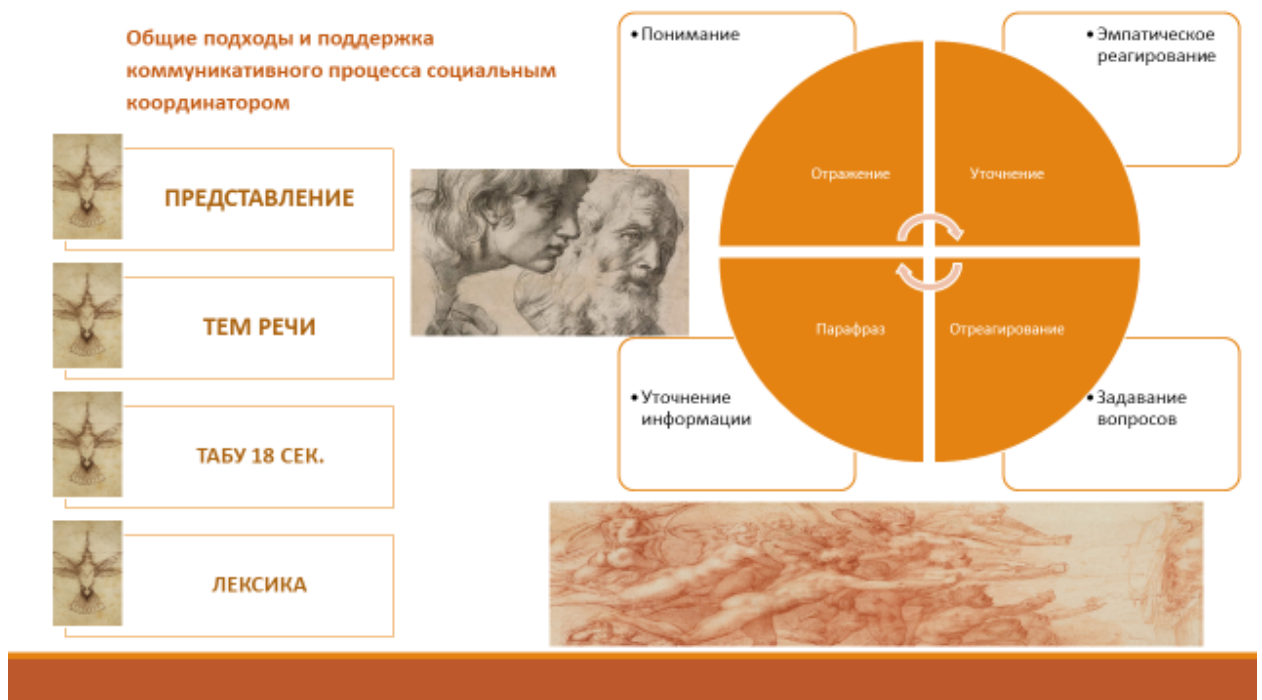 Общие подходы и поддержка
коммуникативного процесса социальным
координатором
ПРЕДСТАВЛЕНИЕ
ТЕМ РЕЧИ
ТАБУ 18 СЕК.
ЛЕКСИКА
• Понимание
• Эмпатическое
реагирование
Отражение
Уточнение
Парафраз
Отреагирование
• Уточнение
информации
• Задавание
вопросов